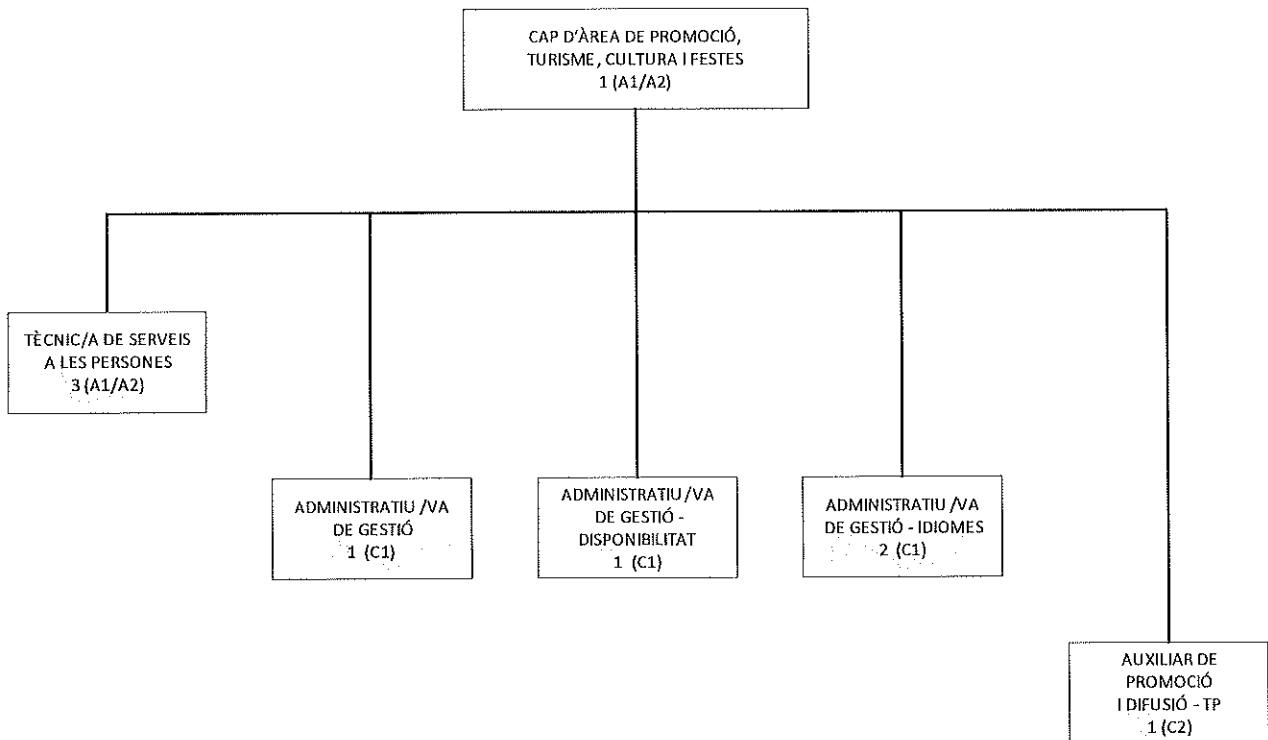 CAP D'ÀREA DE PROMOCIÓ,
TURISME, CULTURA I FESTES
1 (A1/A2)
TÈCNIC/A DE SERVEIS
A LES PERSONES
3 (A1/A2)
ADMINISTRATIU /VA
DE GESTIÓ
1 (C1)
ADMINISTRATIU /VA
DE GESTIÓ -
DISPONIBILITAT
1 (C1)
ADMINISTRATIU /VA
DE GESTIÓ - IDIOMES
2 (C1)
AUXILIAR DE
PROMOCIÓ
I DIFUSIÓ - TP
1 (C2)